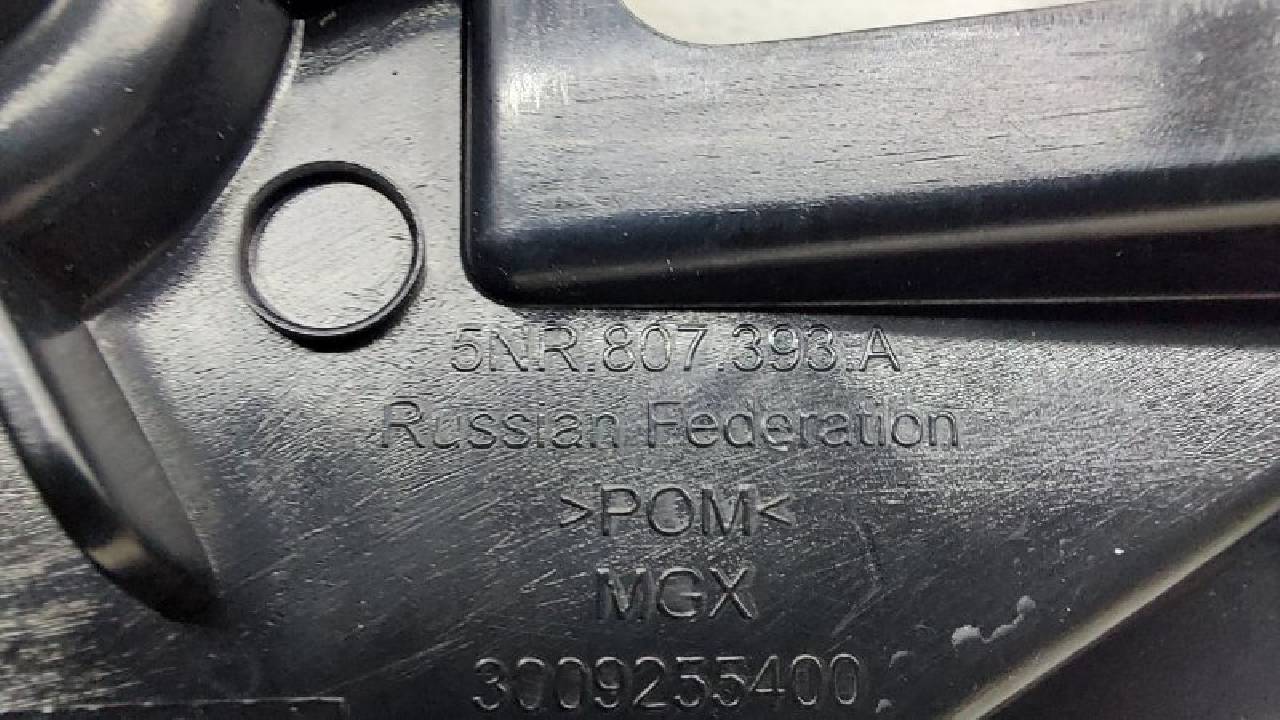 5NR.807.393.A
Russian Federation
>POM<
MGX
3009255400